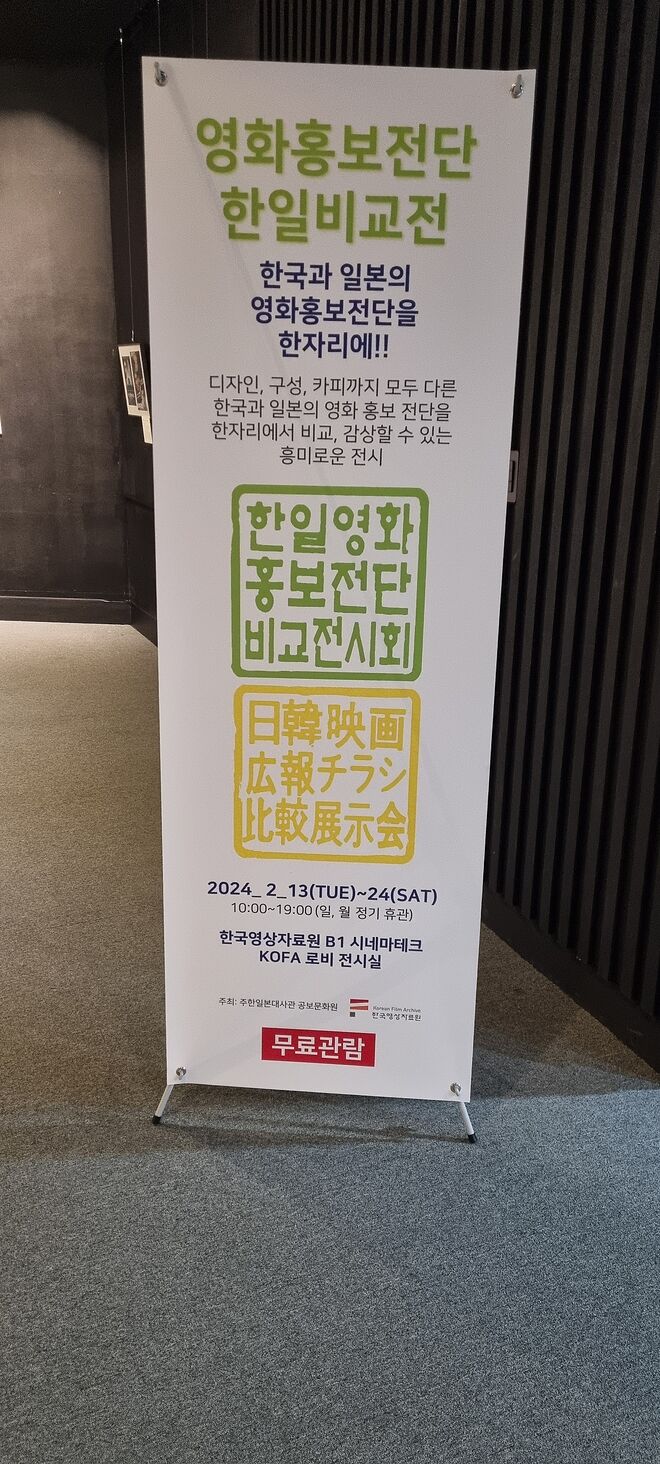 영화홍보전단
한일비교전
한국과 일본의
영화홍보전단을
한자리에!!
디자인, 구성, 카피까지 모두 다른
한국과 일본의 영화 홍보 전단을
한자리에서 비교, 감상할 수 있는
흥미로운 전시
한일영화
홍보전단
비교전시회
日韓映画
広報チラシ
比較展示会
2024_ 2_13(TUE)~24(SAT)
10:00~19:00 (일, 월 정기 휴관)
한국영상자료원 B1 시네마테크
KOFA 로비 전시실
주최: 주한일본대사관 공보문화원
Korean Film Archive
한국영상자료원
무료관람